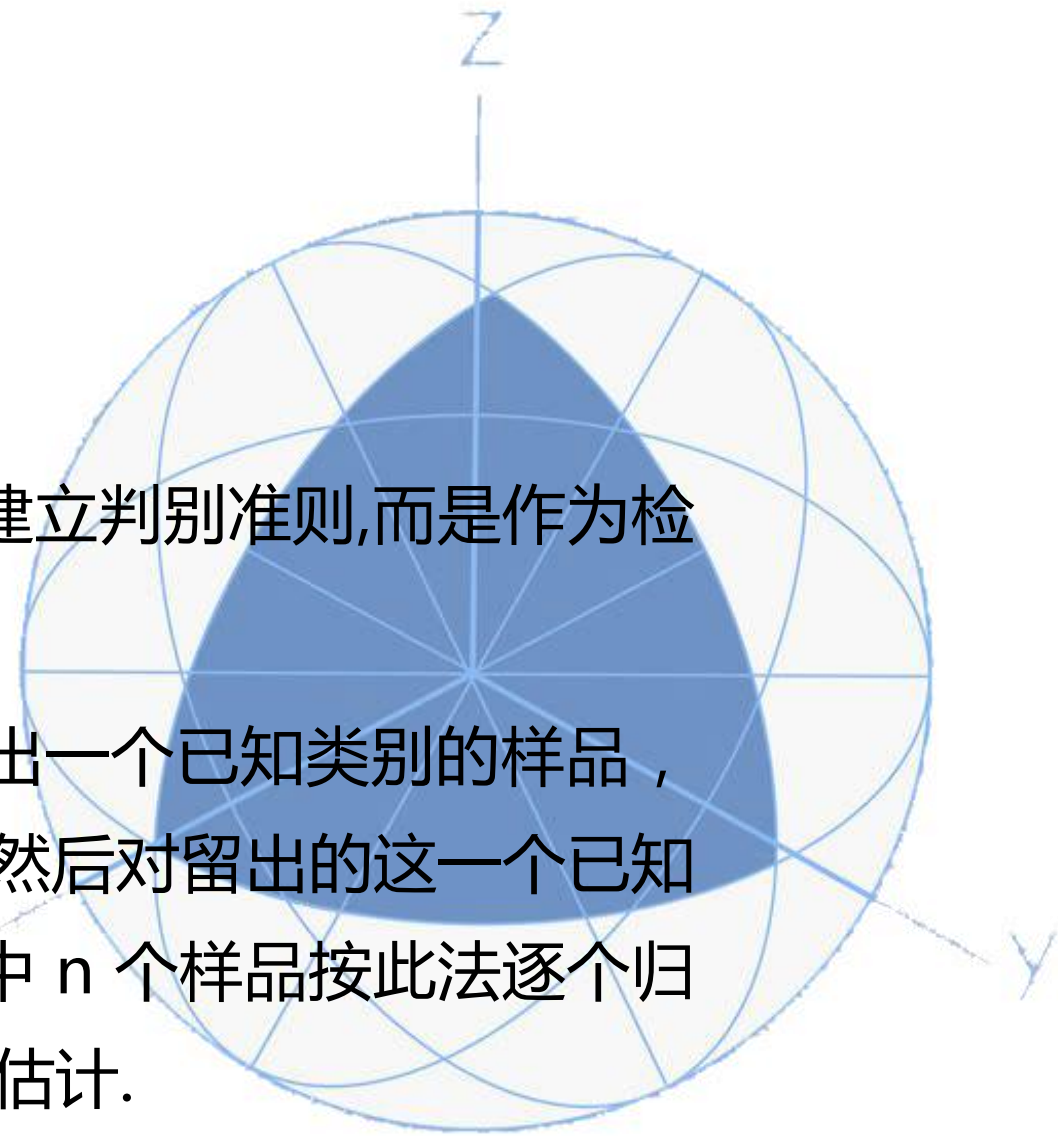 Z
建立判别准则,而是作为检
出一个已知类别的样品，
然后对留出的这一个已知
中 n 个样品按此法逐个归
估计.
y